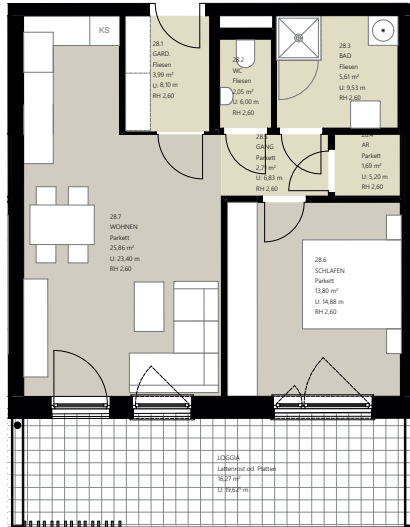 KS
28.1
GARD.
Fliesen
3,99 m²
U: 8,10 m
RH 2,60
28.2
WC
Fliesen
2,05 m²
U: 6,00 m
RH 2,60
28.3
BAD
Fliesen
5,61 m²
U: 9,53 m
RH 2,60
GANG
Parkett
U: 6,83 m
RH 2,60
AR
Parkett
1,69 m²
U: 5,20 m
RH 2,60
28.7
WOHNEN
Parkett
25,86 m²
U: 23,40 m
RH 2,60
28.6
SCHLAFEN
Parkett
13,80 m²
U: 14,88 m
RH 2,60
LOGGIA
Lattenrost od. Platten
16,27 m²
U: 19,62 m